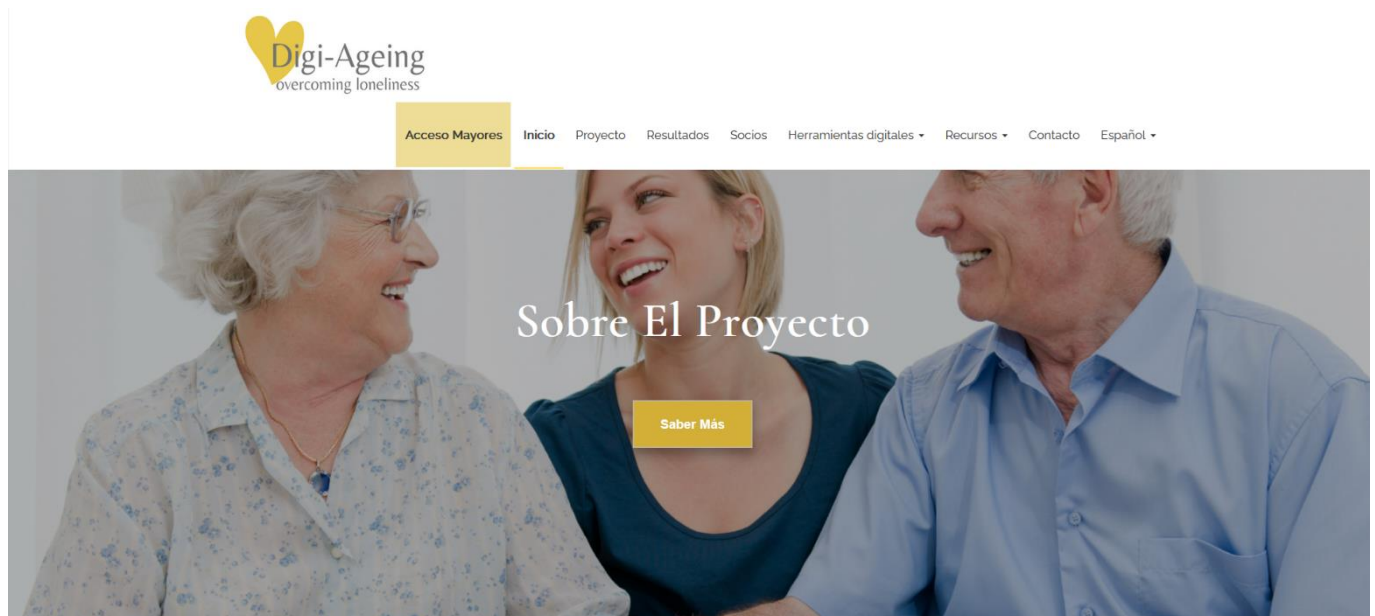 Digi-Ageing
overcoming loneliness
Acceso Mayores Inicio Proyecto Resultados Socios Herramientas digitales Recursos Contacto Español
Sobre El Proyecto
Saber Más